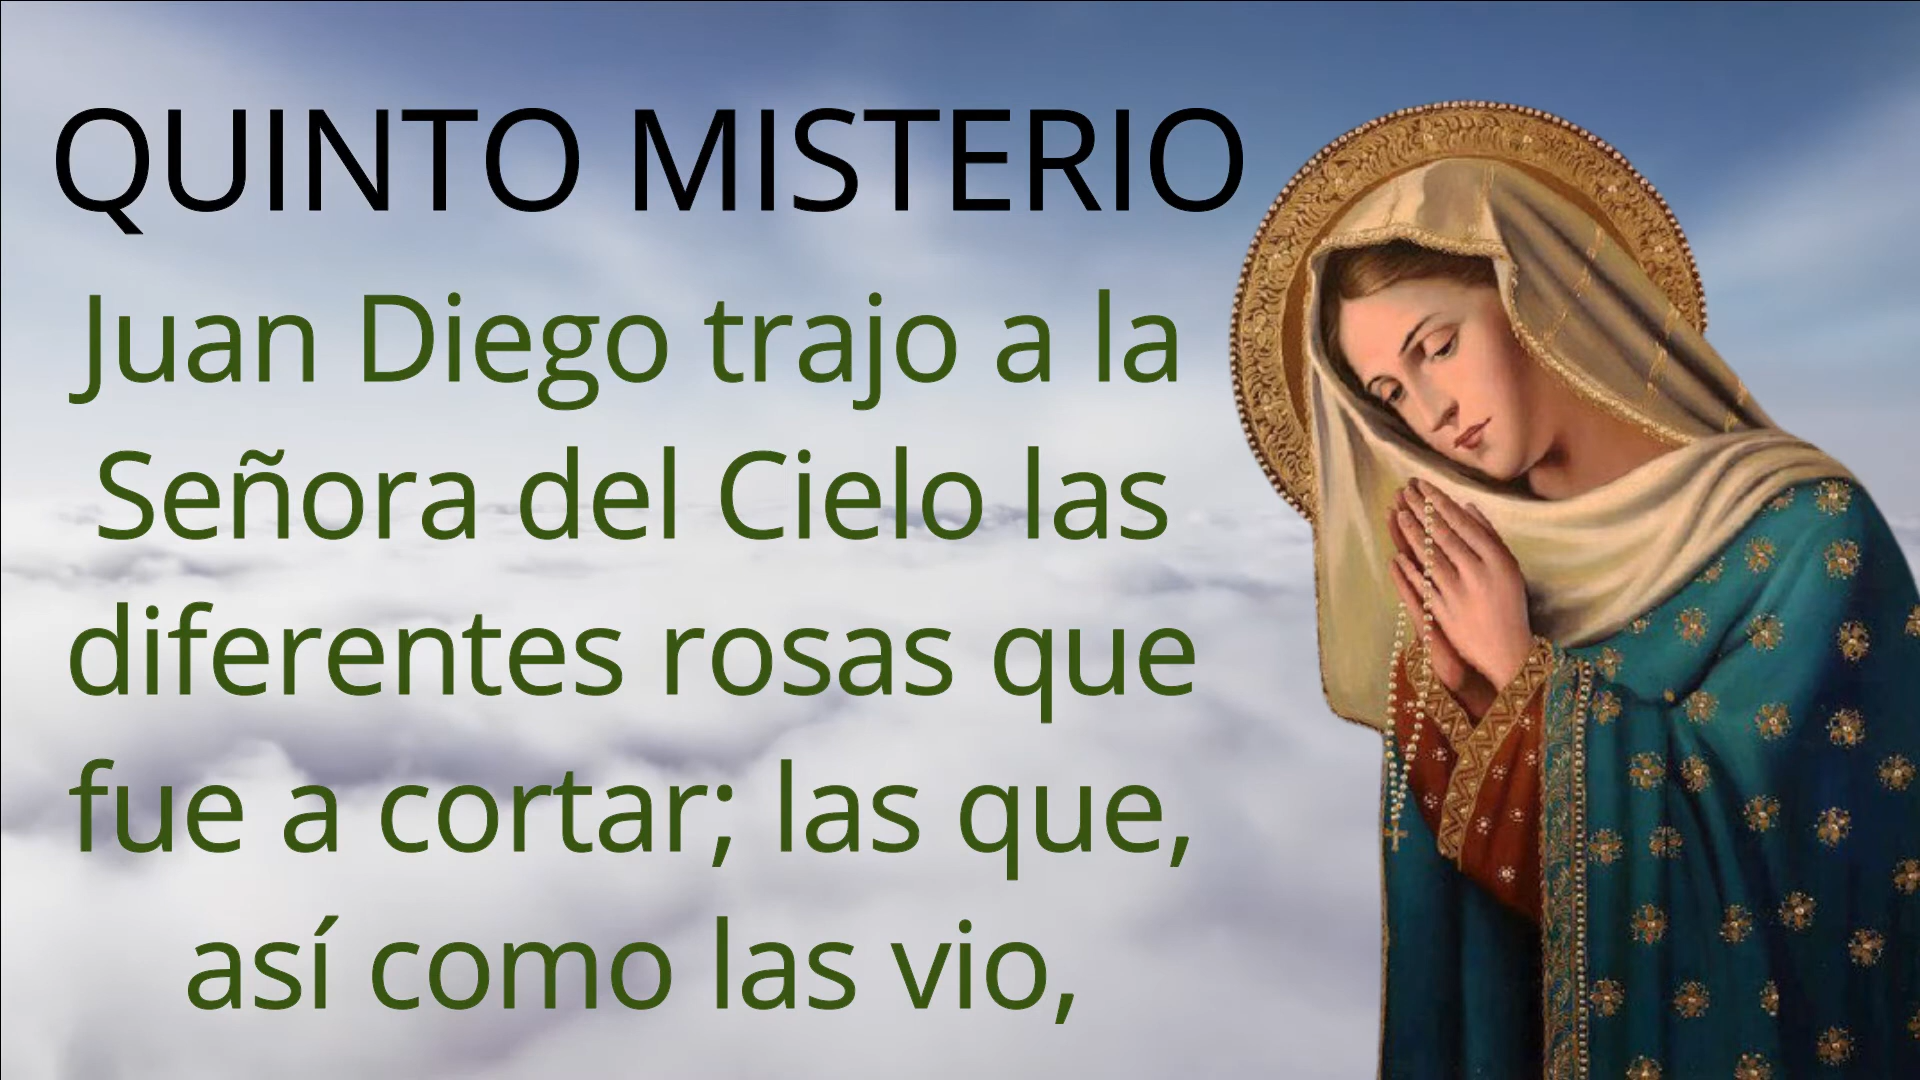 QUINTO MISTERIO
Juan Diego trajo a la
Señora del Cielo las
diferentes rosas que
fue a cortar; las que,
así como las vio,